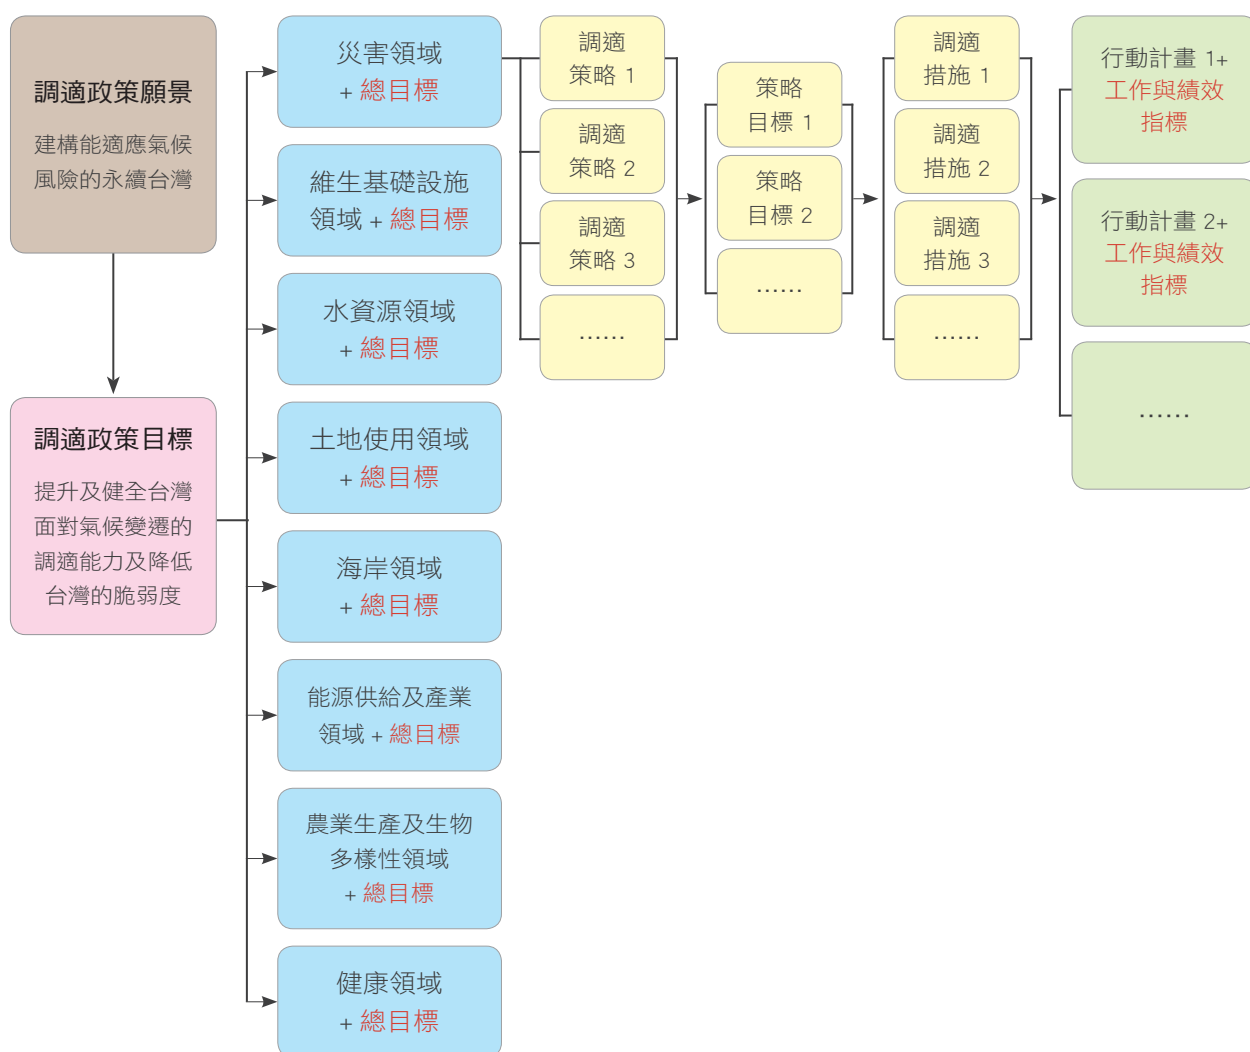 調適政策願景
建構能適應氣候
風險的永續台灣
調適政策目標
提升及健全台灣
面對氣候變遷的
調適能力及降低
台灣的脆弱度
災害領域
+ 總目標
維生基礎設施
領域 + 總目標
水資源領域
+ 總目標
土地使用領域
+ 總目標
海岸領域
+ 總目標
能源供給及產業
領域 + 總目標
農業生產及生物
多樣性領域
+ 總目標
健康領域
+ 總目標
調適
策略 1
調適
策略 2
調適
策略 3
……
策略
目標 1
策略
目標 2
……
調適
措施 1
調適
措施 2
調適
措施 3
……
行動計畫 1+
工作與績效
指標
行動計畫 2+
工作與績效
指標
……